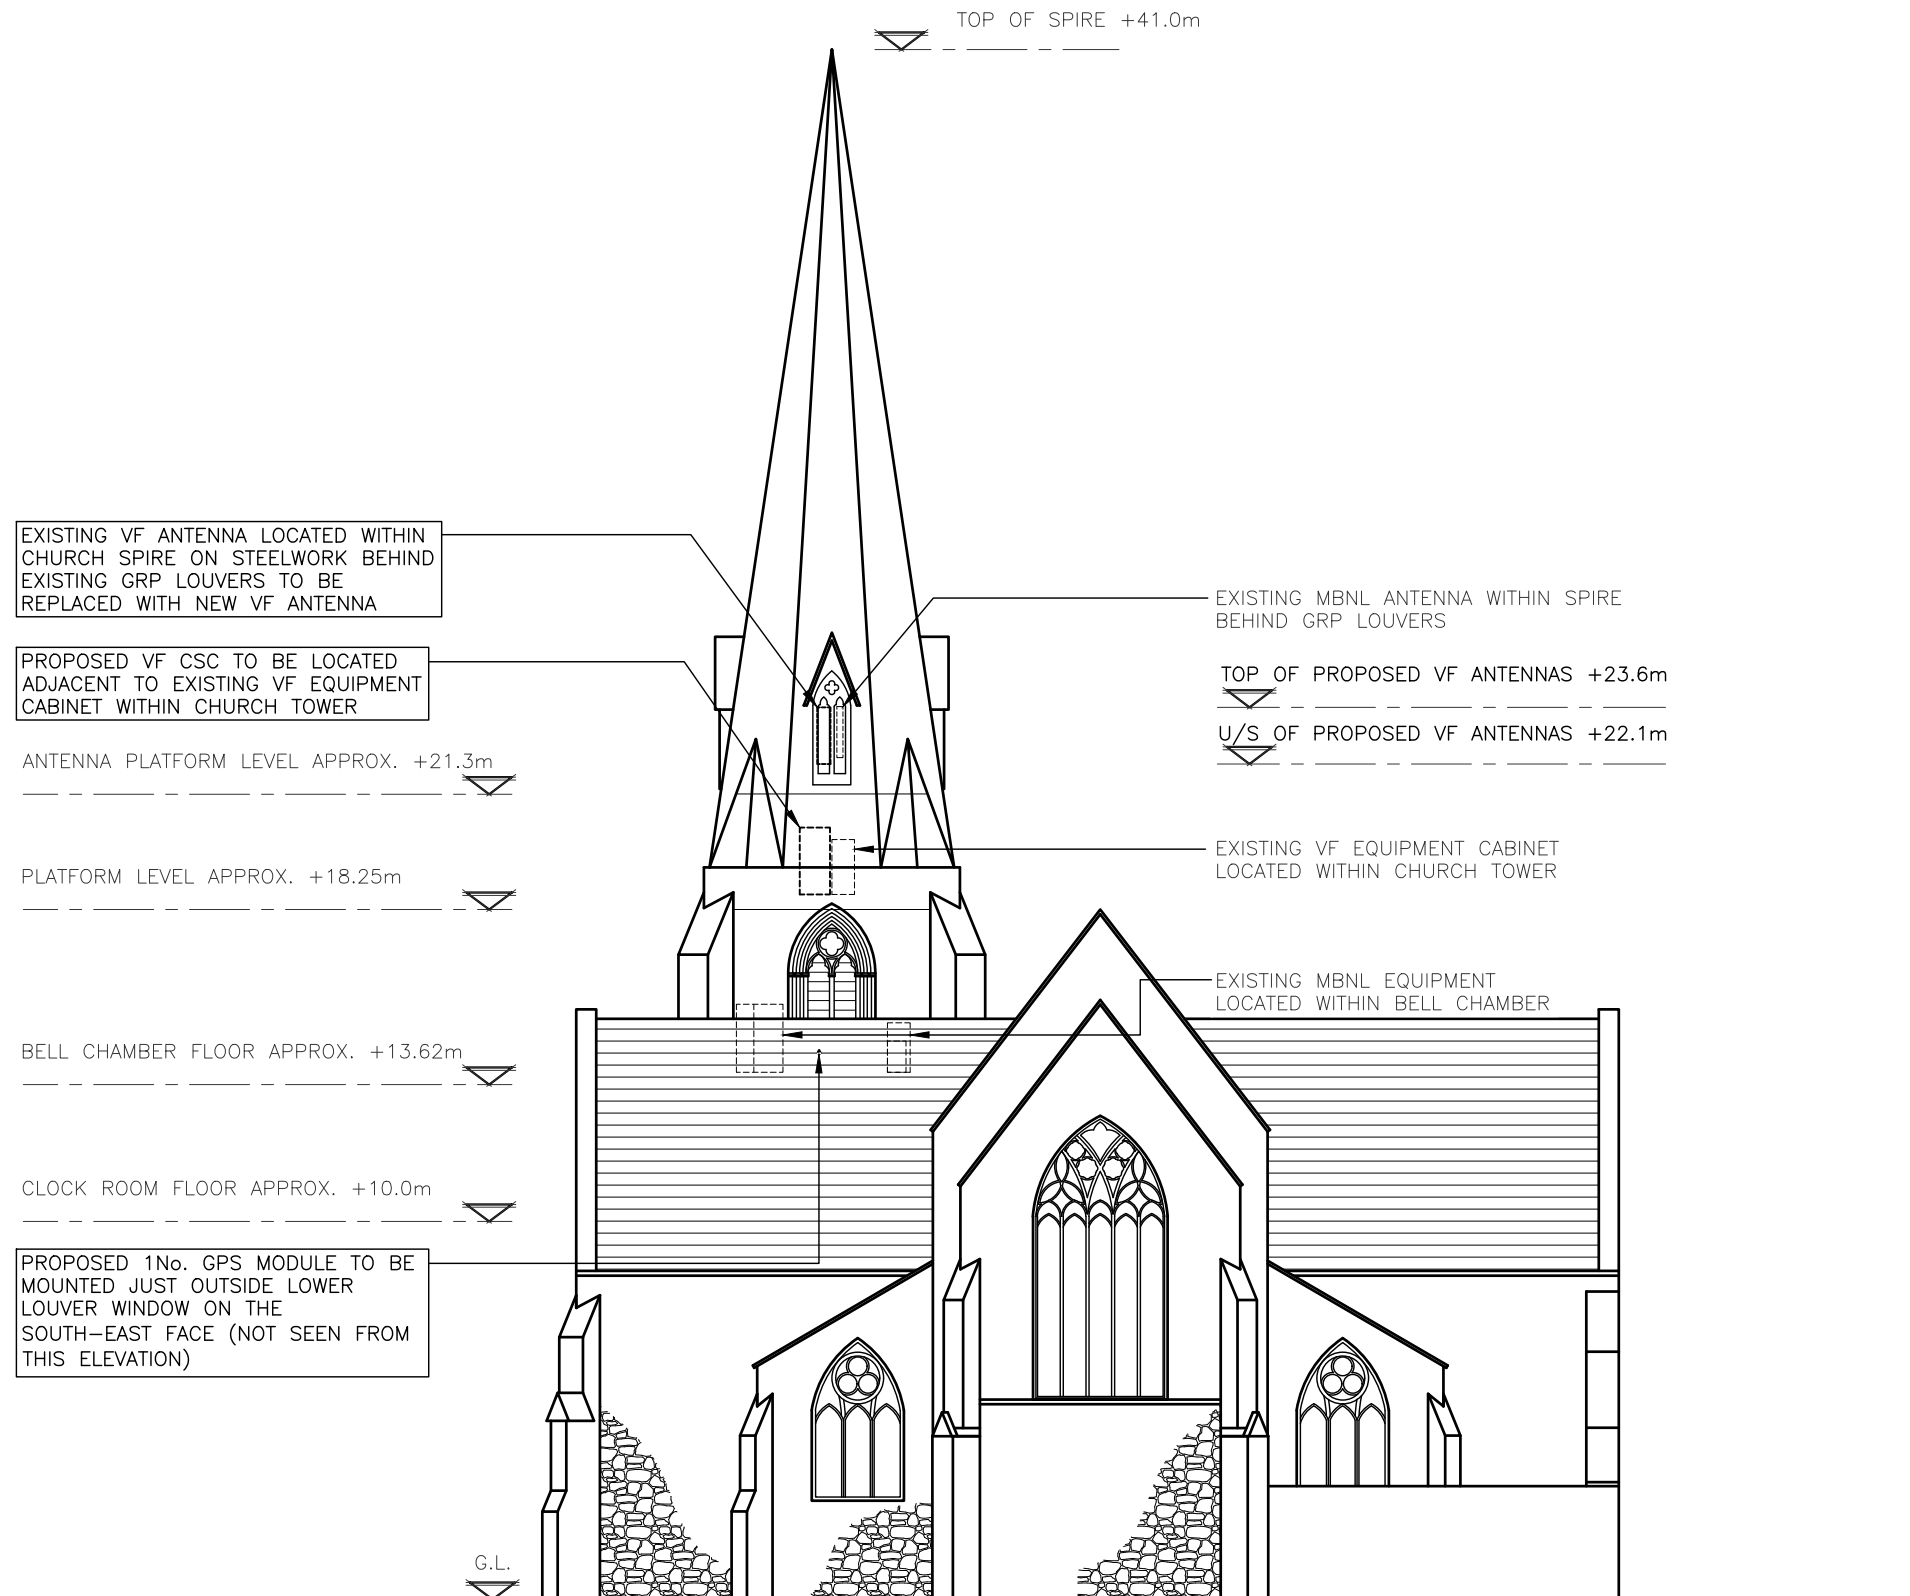 TOP OF SPIRE +41.0m
EXISTING VF ANTENNA LOCATED WITHIN
CHURCH SPIRE ON STEELWORK BEHIND
EXISTING GRP LOUVERS TO BE
REPLACED WITH NEW VF ANTENNA
PROPOSED VF CSC TO BE LOCATED
ADJACENT TO EXISTING VF EQUIPMENT
CABINET WITHIN CHURCH TOWER
ANTENNA PLATFORM LEVEL APPROX. +21.3m
PLATFORM LEVEL APPROX. +18.25m
BELL CHAMBER FLOOR APPROX. +13.62m
CLOCK ROOM FLOOR APPROX. +10.0m
PROPOSED 1No. GPS MODULE TO BE
MOUNTED JUST OUTSIDE LOWER
LOUVER WINDOW ON THE
SOUTH-EAST FACE (NOT SEEN FROM
THIS ELEVATION)
G.L.
EXISTING MBNL ANTENNA WITHIN SPIRE
BEHIND GRP LOUVERS
TOP OF PROPOSED VF ANTENNAS +23.6m
U/S OF PROPOSED VF ANTENNAS +22.1m
EXISTING VF EQUIPMENT CABINET
LOCATED WITHIN CHURCH TOWER
EXISTING MBNL EQUIPMENT
LOCATED WITHIN BELL CHAMBER